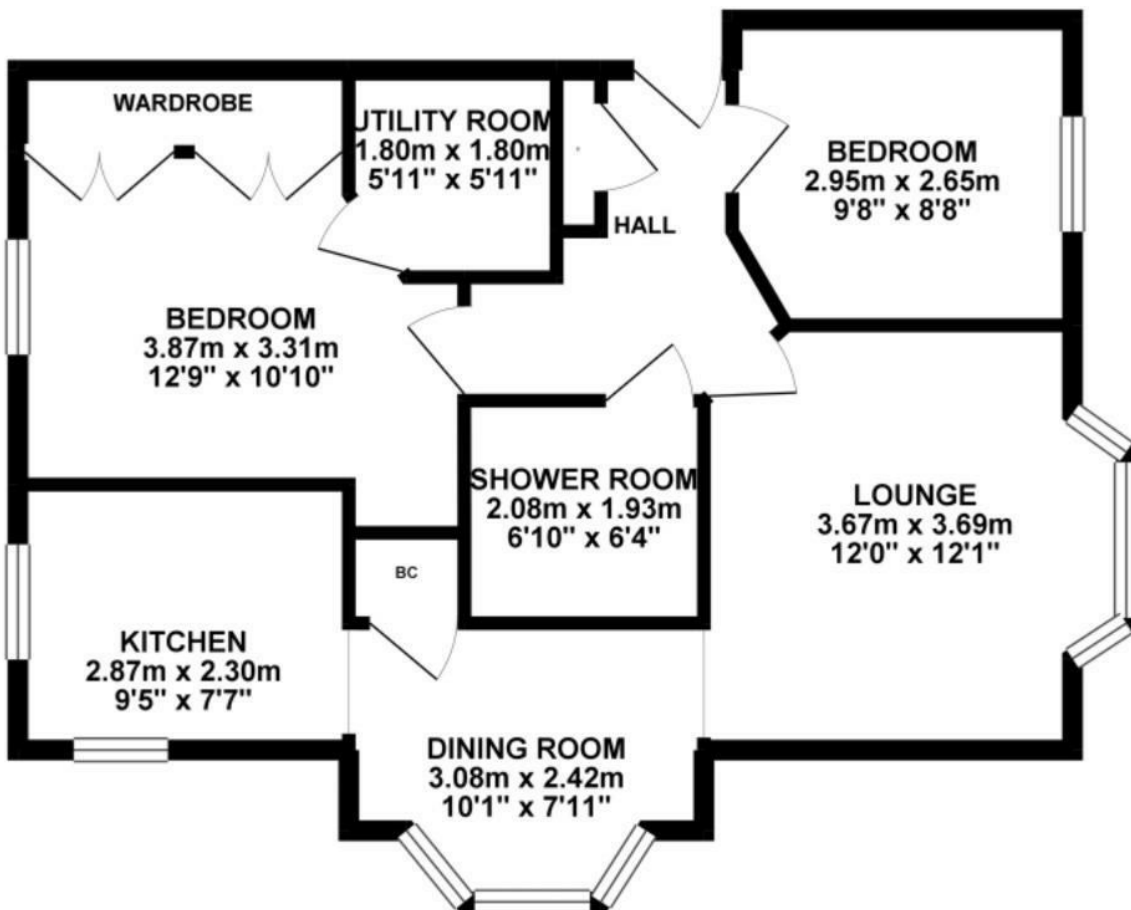 WARDROBE
UTILITY ROOM
1.80m x 1.80m
5'11" x 5'11"
BEDROOM
2.95m x 2.65m
9'8" x 8'8"
HALL
BEDROOM
3.87m x 3.31m
12'9" x 10'10"
SHOWER ROOM
2.08m x 1.93m
6'10" x 6'4"
LOUNGE
3.67m x 3.69m
12'0" x 12'1"
BC
KITCHEN
2.87m x 2.30m
9'5" x 7'7"
DINING ROOM
3.08m x 2.42m
10'1" x 7'11"